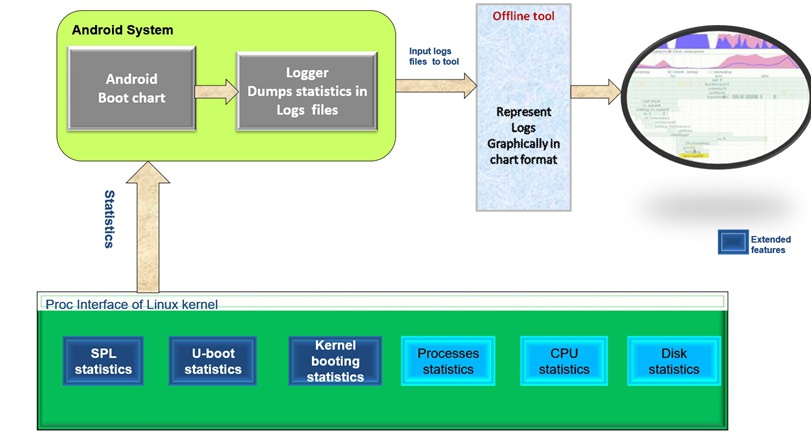 Android System
Android
Boot chart
Logger
Dumps statistics in
Logs files
Input logs
files to tool
Offline tool
Represent
Logs
Graphically in
chart format
Statistics
Extended
features
Proc Interface of Linux kernel
SPL
statistics
U-boot
statistics
Kernel
booting
statistics
Processes
statistics
CPU
statistics
Disk
statistics